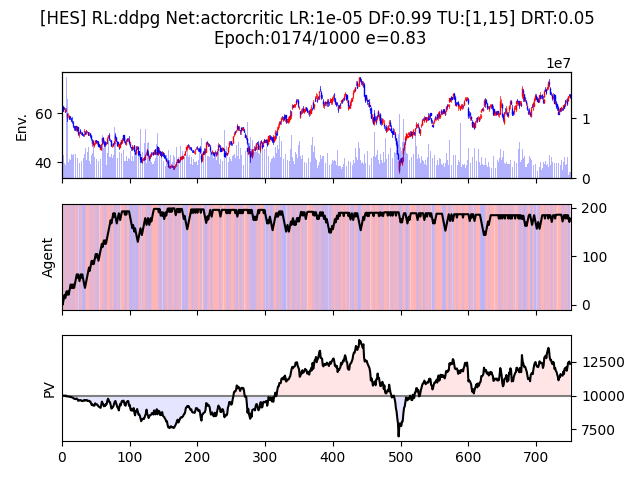 [HES] RL:ddpg Net:actorcritic LR:1e-05 DF:0.99 TU:[1,15] DRT:0.05
Epoch:0174/1000 e=0.83
1e7
Env.
60
40
1
0
Agent
200
100
0
PV
12500
10000
7500
0 100 200 300 400 500 600 700